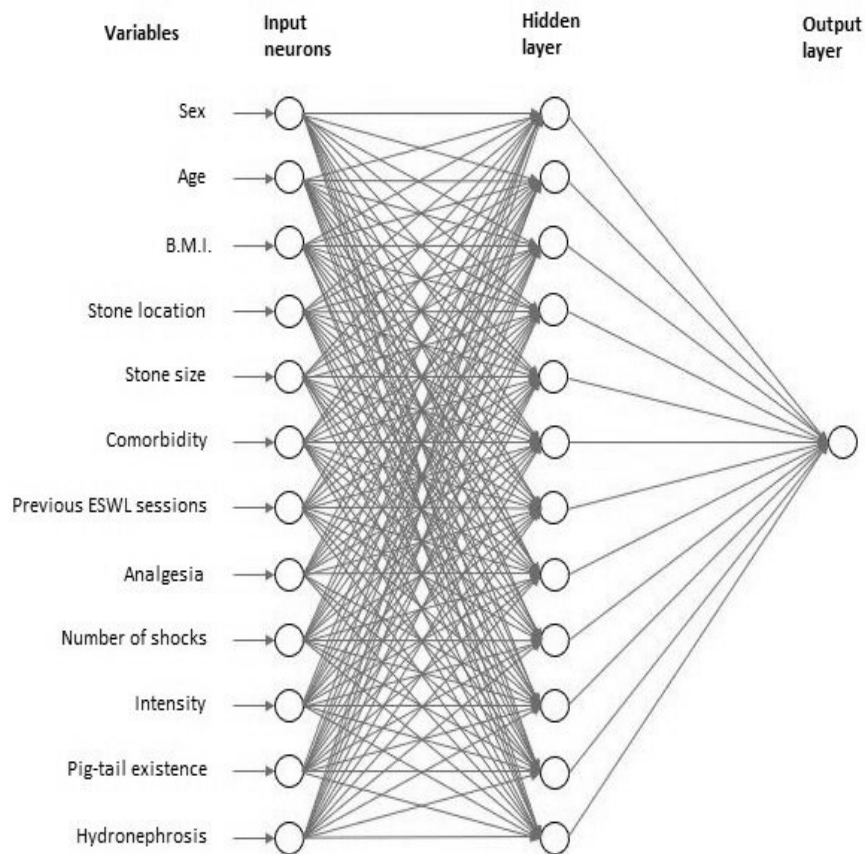 Variables
Input
neurons
Hidden
layer
Output
layer
Sex
Age
B.M.I.
Stone location
Stone size
Comorbidity
Previous ESWL sessions
Analgesia
Number of shocks
Intensity
Pig-tail existence
Hydronephrosis